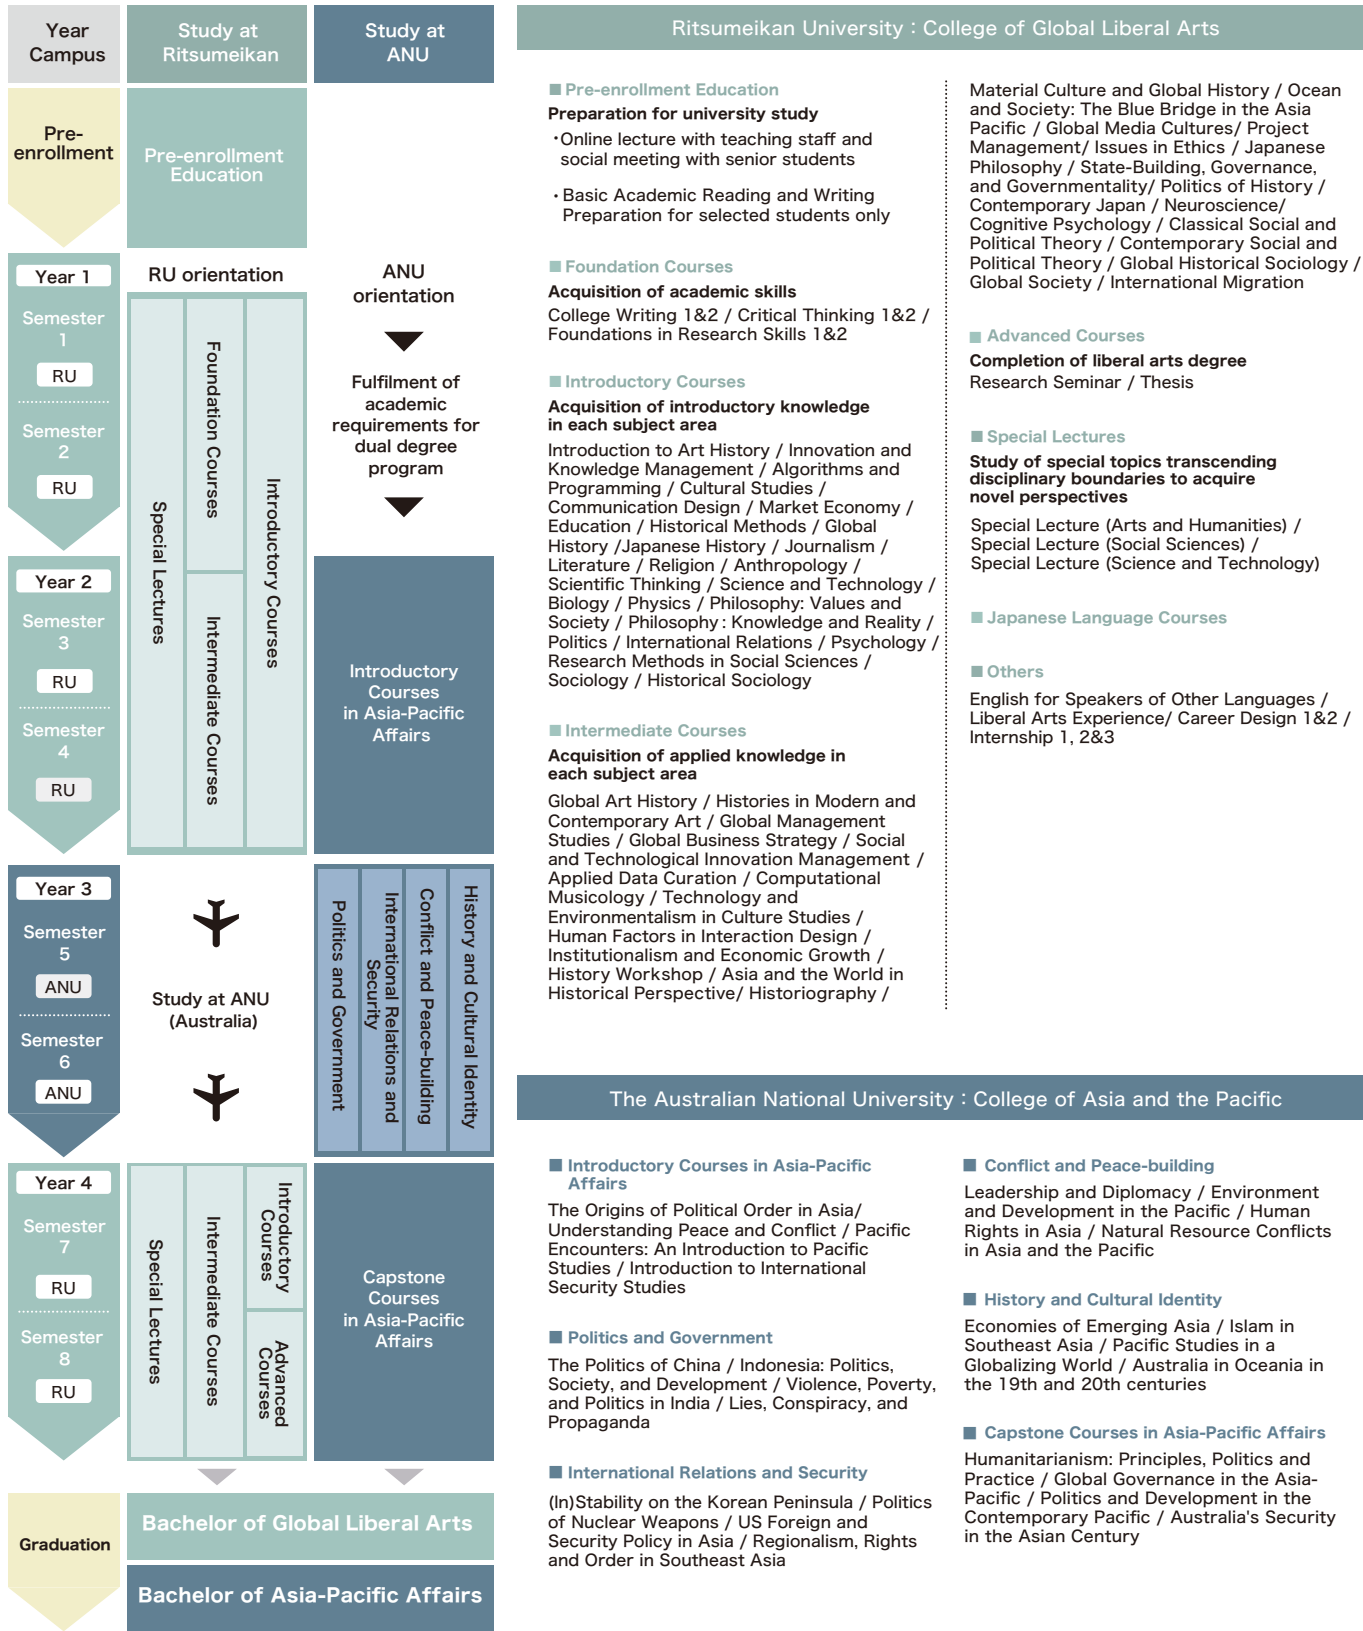 Year
Campus
Study at
Ritsumeikan
Study at
ANU
Pre-
enrollment
Pre-enrollment
Education
Year 1
Semester
1
RU
Semester
2
RU
RU orientation
Special Lectures
Foundation Courses
Intermediate Courses
Introductory Courses
ANU
orientation
Fulfilment of
academic
requirements for
dual degree
program
Year 2
Semester
3
RU
Semester
4
RU
Introductory
Courses
in Asia-Pacific
Affairs
Year 3
Semester
5
ANU
Semester
6
ANU
Study at ANU
(Australia)
Politics and Government
International Relations and
Security
Conflict and Peace-building
History and Cultural Identity
Year 4
Semester
7
RU
Semester
8
RU
Special Lectures
Intermediate Courses
Introductory
Courses
Advanced
Courses
Capstone
Courses
in Asia-Pacific
Affairs
Graduation
Bachelor of Global Liberal Arts
Bachelor of Asia-Pacific Affairs
Ritsumeikan University：College of Global Liberal Arts
■ Pre-enrollment Education
Preparation for university study
・Online lecture with teaching staff and
social meeting with senior students
・Basic Academic Reading and Writing
Preparation for selected students only
■ Foundation Courses
Acquisition of academic skills
College Writing 1&2 / Critical Thinking 1&2 /
Foundations in Research Skills 1&2
■ Introductory Courses
Acquisition of introductory knowledge
in each subject area
Introduction to Art History / Innovation and
Knowledge Management / Algorithms and
Programming / Cultural Studies /
Communication Design / Market Economy /
Education / Historical Methods / Global
History /Japanese History / Journalism /
Literature / Religion / Anthropology /
Scientific Thinking / Science and Technology /
Biology / Physics / Philosophy: Values and
Society / Philosophy : Knowledge and Reality /
Politics / International Relations / Psychology /
Research Methods in Social Sciences /
Sociology / Historical Sociology
■ Intermediate Courses
Acquisition of applied knowledge in
each subject area
Global Art History / Histories in Modern and
Contemporary Art / Global Management
Studies / Global Business Strategy / Social
and Technological Innovation Management /
Applied Data Curation / Computational
Musicology / Technology and
Environmentalism in Culture Studies /
Human Factors in Interaction Design /
Institutionalism and Economic Growth /
History Workshop / Asia and the World in
Historical Perspective/ Historiography /
Material Culture and Global History / Ocean
and Society: The Blue Bridge in the Asia
Pacific / Global Media Cultures/ Project
Management/ Issues in Ethics / Japanese
Philosophy / State-Building, Governance,
and Governmentality/ Politics of History /
Contemporary Japan / Neuroscience/
Cognitive Psychology / Classical Social and
Political Theory / Contemporary Social and
Political Theory / Global Historical Sociology /
Global Society / International Migration
■ Advanced Courses
Completion of liberal arts degree
Research Seminar / Thesis
■ Special Lectures
Study of special topics transcending
disciplinary boundaries to acquire
novel perspectives
Special Lecture (Arts and Humanities) /
Special Lecture (Social Sciences) /
Special Lecture (Science and Technology)
■ Japanese Language Courses
■ Others
English for Speakers of Other Languages /
Liberal Arts Experience/ Career Design 1&2 /
Internship 1, 2&3
The Australian National University：College of Asia and the Pacific
■ Introductory Courses in Asia-Pacific
Affairs
The Origins of Political Order in Asia/
Understanding Peace and Conflict / Pacific
Encounters: An Introduction to Pacific
Studies / Introduction to International
Security Studies
■ Politics and Government
The Politics of China / Indonesia: Politics,
Society, and Development / Violence, Poverty,
and Politics in India / Lies, Conspiracy, and
Propaganda
■ International Relations and Security
(In)Stability on the Korean Peninsula / Politics
of Nuclear Weapons / US Foreign and
Security Policy in Asia / Regionalism, Rights
and Order in Southeast Asia
■ Conflict and Peace-building
Leadership and Diplomacy / Environment
and Development in the Pacific / Human
Rights in Asia / Natural Resource Conflicts
in Asia and the Pacific
■ History and Cultural Identity
Economies of Emerging Asia / Islam in
Southeast Asia / Pacific Studies in a
Globalizing World / Australia in Oceania in
the 19th and 20th centuries
■ Capstone Courses in Asia-Pacific Affairs
Humanitarianism: Principles, Politics and
Practice / Global Governance in the Asia-
Pacific / Politics and Development in the
Contemporary Pacific / Australia's Security
in the Asian Century